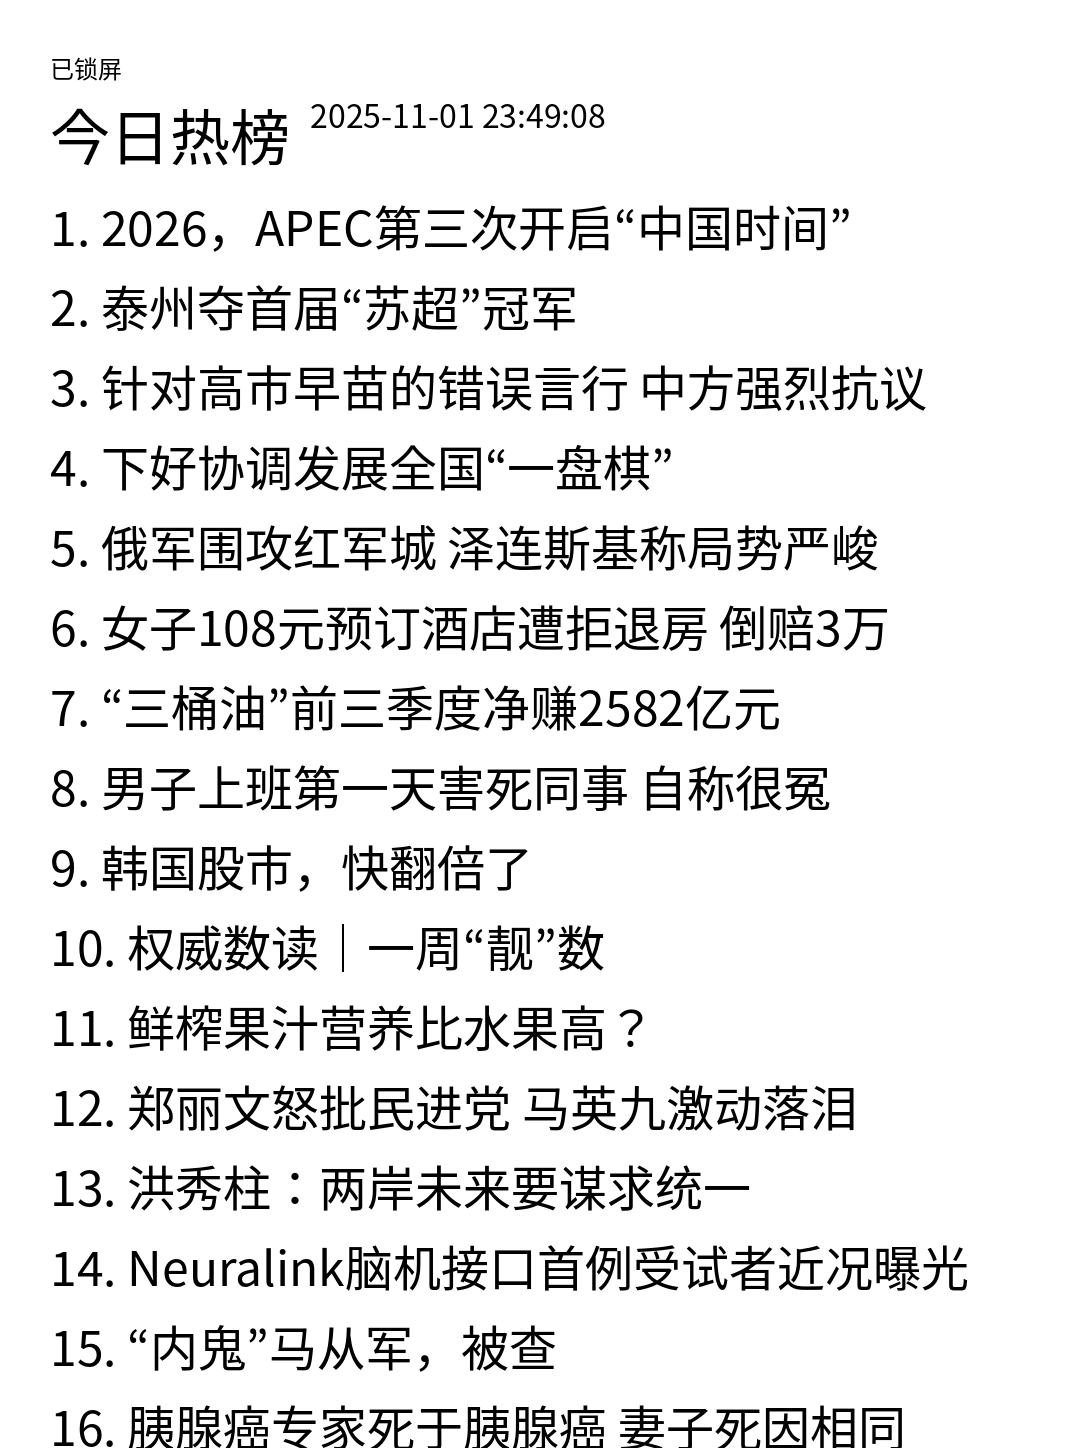 已锁屏
今日热榜 2025-11-01 23:49:08
1. 2026，APEC第三次开启“中国时间”
2. 泰州夺首届“苏超”冠军
3. 针对高市早苗的错误言行 中方强烈抗议
4. 下好协调发展全国“一盘棋”
5. 俄军围攻红军城 泽连斯基称局势严峻
6. 女子108元预订酒店遭拒退房 倒赔3万
7. “三桶油”前三季度净赚2582亿元
8. 男子上班第一天害死同事 自称很冤
9. 韩国股市，快翻倍了
10. 权威数读｜一周“靓”数
11. 鲜榨果汁营养比水果高？
12. 郑丽文怒批民进党 马英九激动落泪
13. 洪秀柱：两岸未来要谋求统一
14. Neuralink脑机接口首例受试者近况曝光
15. “内鬼”马从军，被查
16. 胰腺癌专家死于胰腺癌 妻子死因相同